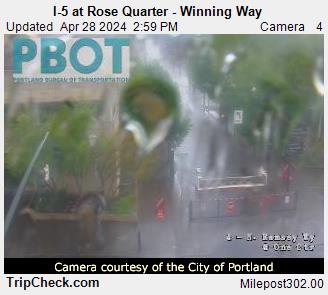 I-5 at Rose Quarter - Winning Way
Updated Apr 28 2024 2:59 PM Camera 4
PBOT
PORTLAND BUREAU OF TRANSPORTATION
Camera courtesy of the City of Portland
TripCheck.com Milepost302.00